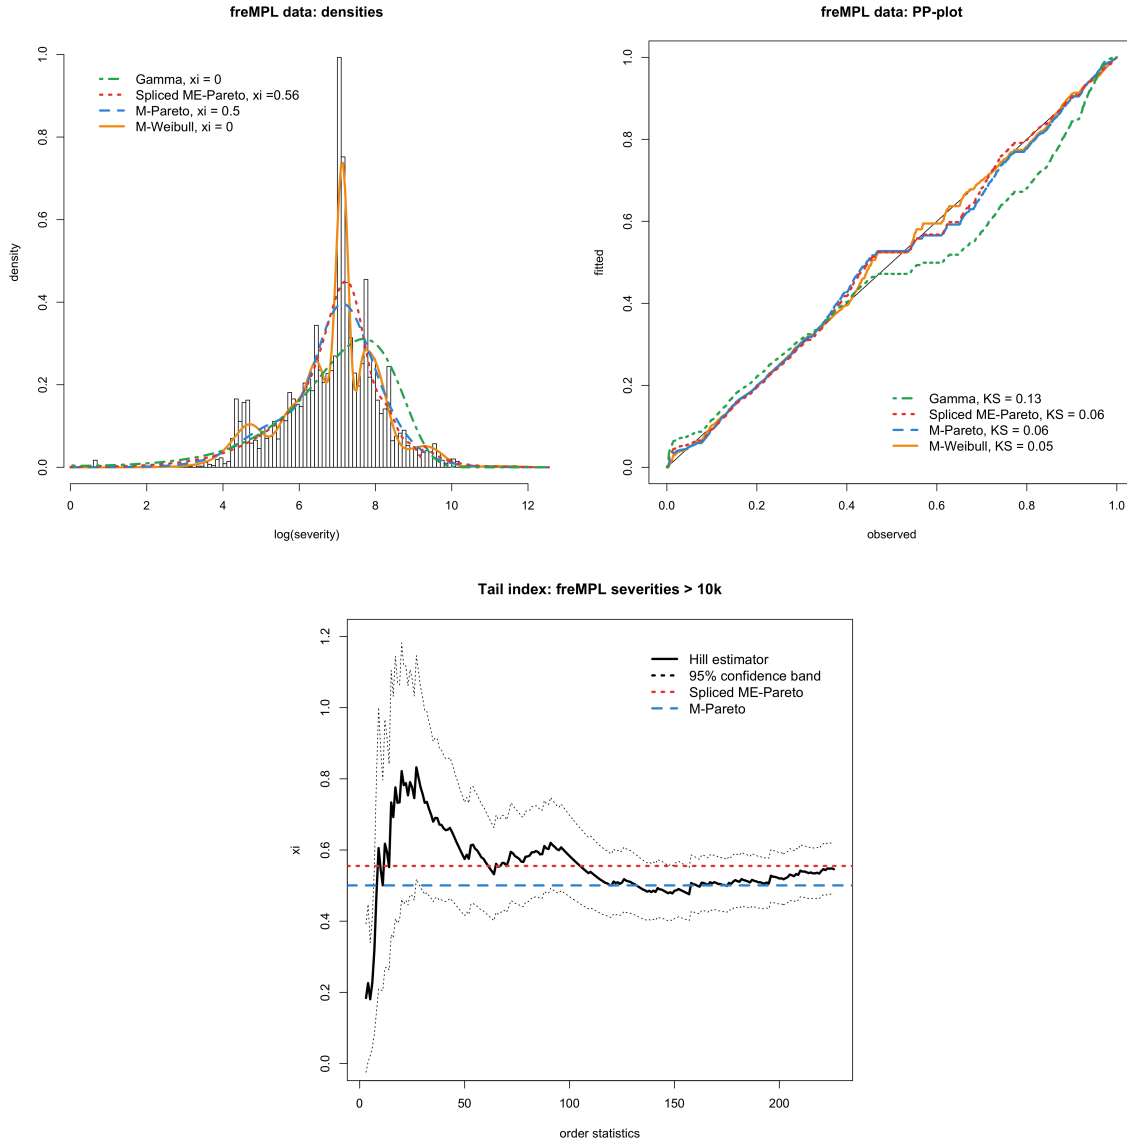 freMPL data: densities
Gamma, xi = 0
Spliced ME-Pareto, xi =0.56
M-Pareto, xi = 0.5
M-Weibull, xi = 0
density
0.0
0.2
0.4
0.6
0.8
1.0
0 2 4 6 8 10 12
log(severity)
freMPL data: PP-plot
fitted
0.0
0.2
0.4
0.6
0.8
1.0
Gamma, KS = 0.13
Spliced ME-Pareto, KS = 0.06
M-Pareto, KS = 0.06
M-Weibull, KS = 0.05
0.0 0.2 0.4 0.6 0.8 1.0
observed
Tail index: freMPL severities > 10k
Hill estimator
95% confidence band
Spliced ME-Pareto
M-Pareto
xi
0.0
0.2
0.4
0.6
0.8
1.0
1.2
0 50 100 150 200
order statistics